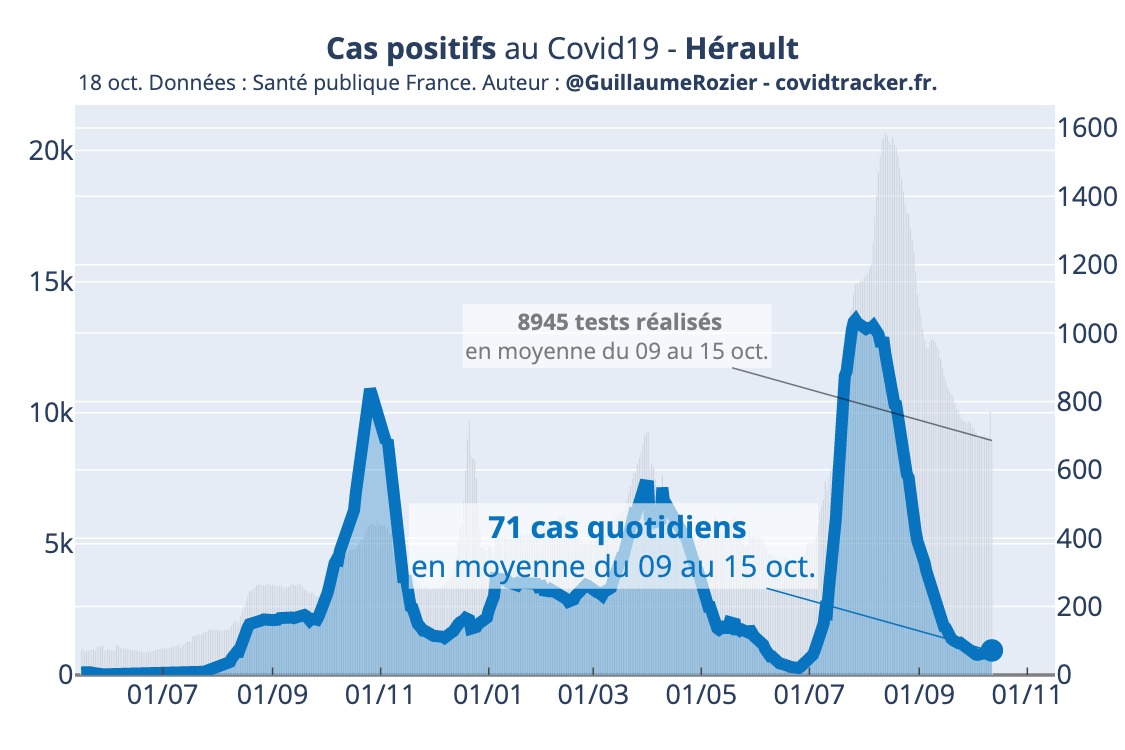 Cas positifs au Covid19 - Hérault
18 oct. Données : Santé publique France. Auteur : @GuillaumeRozier - covidtracker.fr.
20k
15k
10k
5k
0
1600
1400
1200
1000
800
600
400
200
0
8945 tests réalisés
en moyenne du 09 au 15 oct.
71 cas quotidiens
en moyenne du 09 au 15 oct.
01/07 01/09 01/11 01/01 01/03 01/05 01/07 01/09 01/11